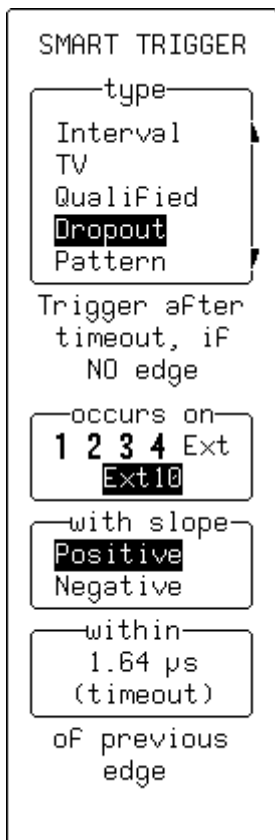 SMART TRIGGER
type
Interval
TV
Qualified
Dropout
Pattern
Trigger after
timeout, if
NO edge
occurs on
1 2 3 4 Ext
Ext10
with slope
Positive
Negative
within
1.64 µs
(timeout)
of previous
edge